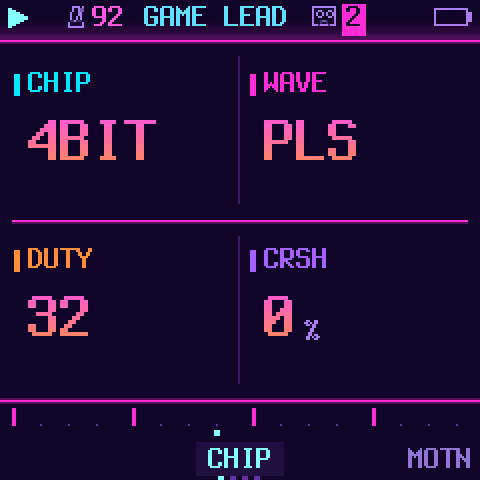 92 GAME LEAD 2
CHIP WAVE
4BIT PLS
DUTY CRSH
32 0 %
CHIP MOTN